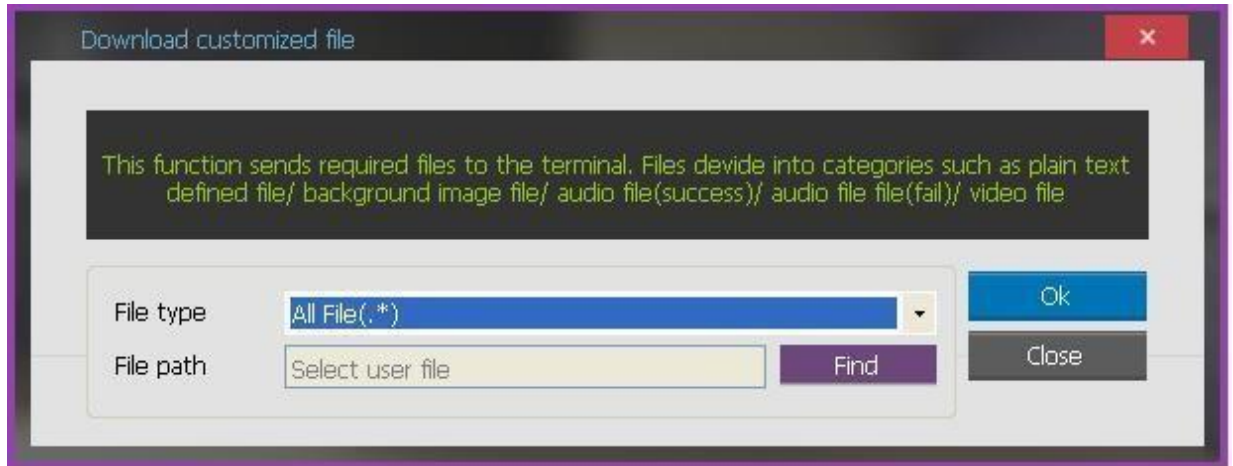 Download customized file
This function sends required files to the terminal. Files devide into categories such as plain text
defined file/ background image file/ audio file(success)/ audio file file(fail)/ video file
File type
All File(.*)
Ok
File path
Select user file
Find
Close